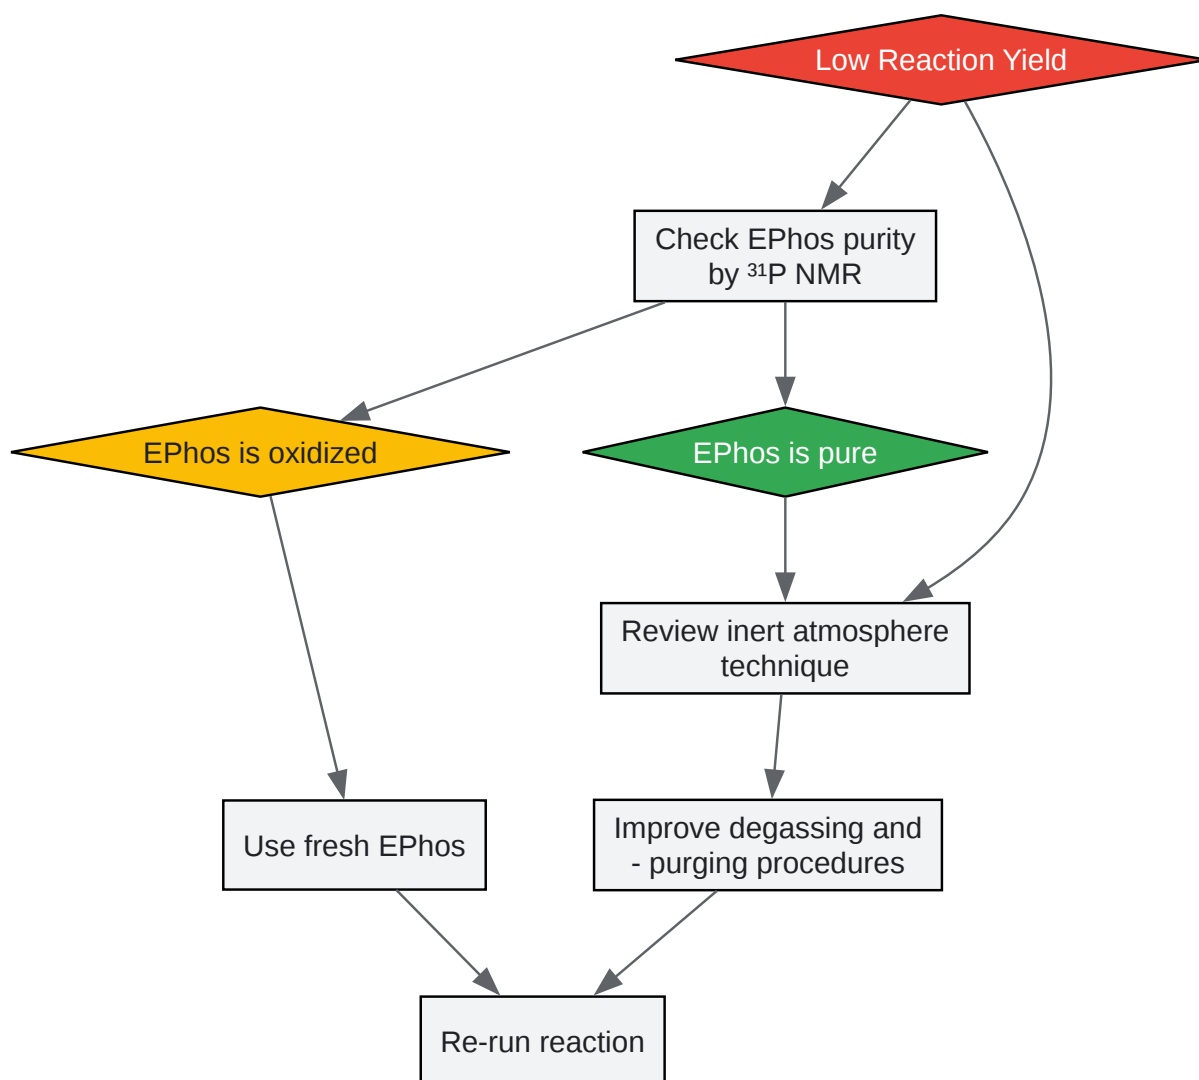 Low Reaction Yield
Check EPhos purity
by ³¹P NMR
EPhos is oxidized
EPhos is pure
Review inert atmosphere
technique
Use fresh EPhos
Improve degassing and
- purging procedures
Re-run reaction